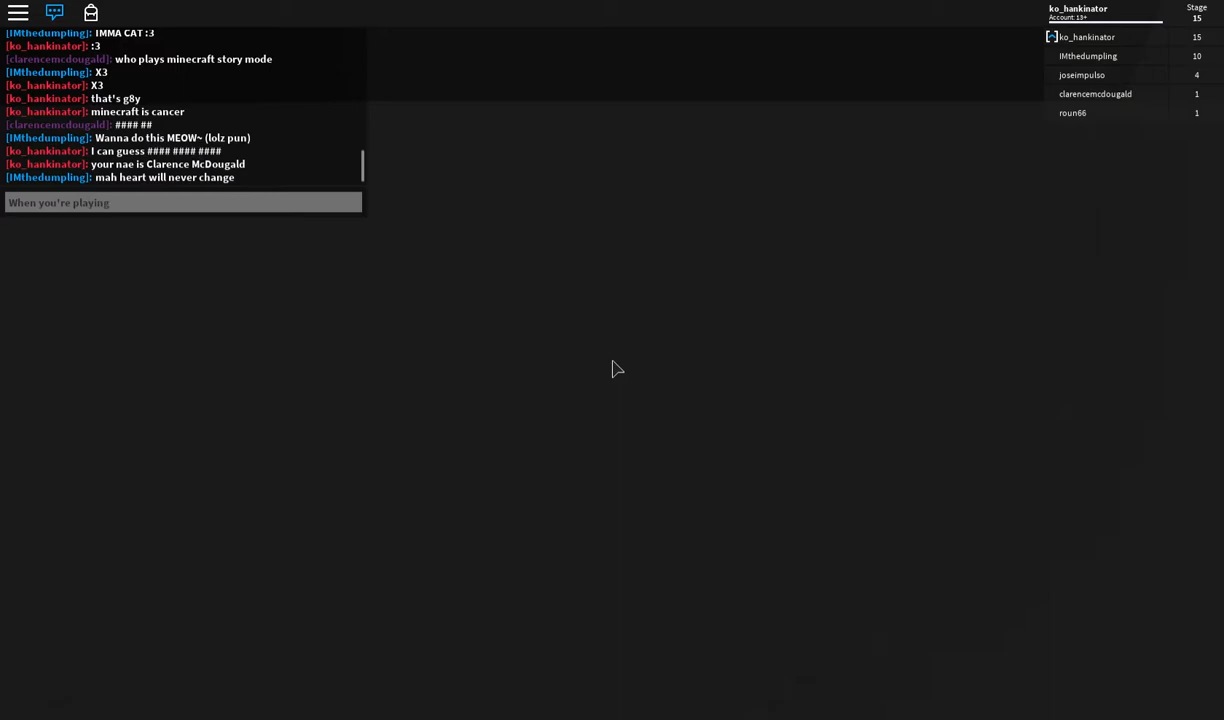 ko_hankinator
Account: 13+
Stage
15
ko_hankinator 15
IMthedumpling 10
joseimpulso 4
clarencemcdougald 1
roun66 1
[IMthedumpling]: IMMA CAT :3
[ko_hankinator]: :3
[clarencemcdougald]: who plays minecraft story mode
[IMthedumpling]: X3
[ko_hankinator]: X3
[ko_hankinator]: that's g8y
[ko_hankinator]: minecraft is cancer
[clarencemcdougald]: #### ##
[IMthedumpling]: Wanna do this MEOW~ (lolz pun)
[ko_hankinator]: I can guess #### #### ####
[ko_hankinator]: your nae is Clarence McDougald
[IMthedumpling]: mah heart will never change
When you're playing